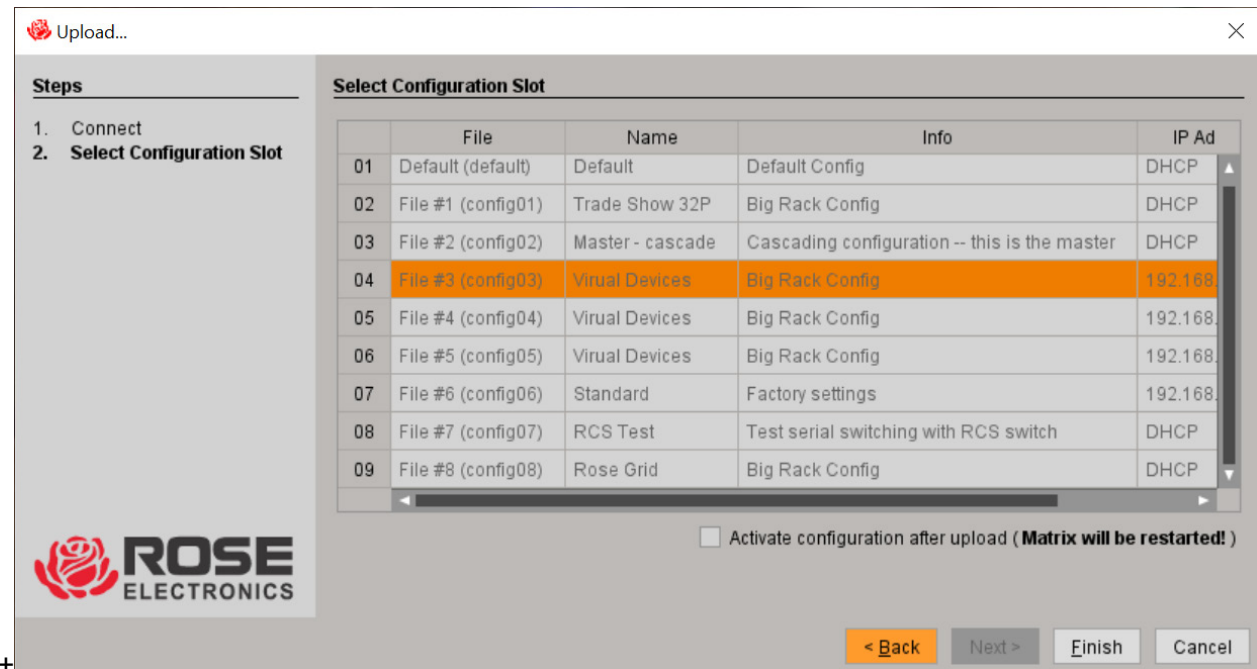 Upload...
Steps
1. Connect
2. Select Configuration Slot
Select Configuration Slot
File Name Info IP Ad
01 Default (default) Default Default Config DHCP
02 File #1 (config01) Trade Show 32P Big Rack Config DHCP
03 File #2 (config02) Master - cascade Cascading configuration -- this is the master DHCP
04 File #3 (config03) Virual Devices Big Rack Config 192.168.
05 File #4 (config04) Virual Devices Big Rack Config 192.168.
06 File #5 (config05) Virual Devices Big Rack Config 192.168.
07 File #6 (config06) Standard Factory settings 192.168.
08 File #7 (config07) RCS Test Test serial switching with RCS switch DHCP
09 File #8 (config08) Rose Grid Big Rack Config DHCP
Activate configuration after upload ( Matrix will be restarted! )
ROSE
ELECTRONICS
< Back Next > Finish Cancel
+